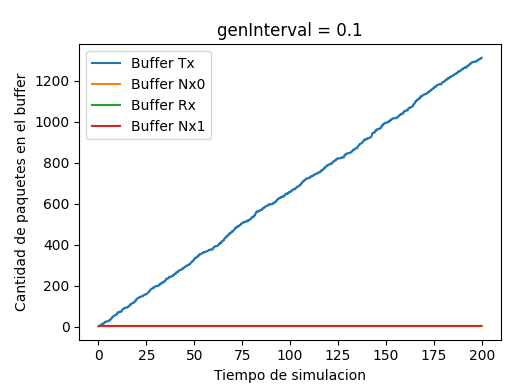 genInterval = 0.1
Buffer Tx
Buffer Nx0
Buffer Rx
Buffer Nx1
Cantidad de paquetes en el buffer
1200
1000
800
600
400
200
0
0 25 50 75 100 125 150 175 200
Tiempo de simulacion